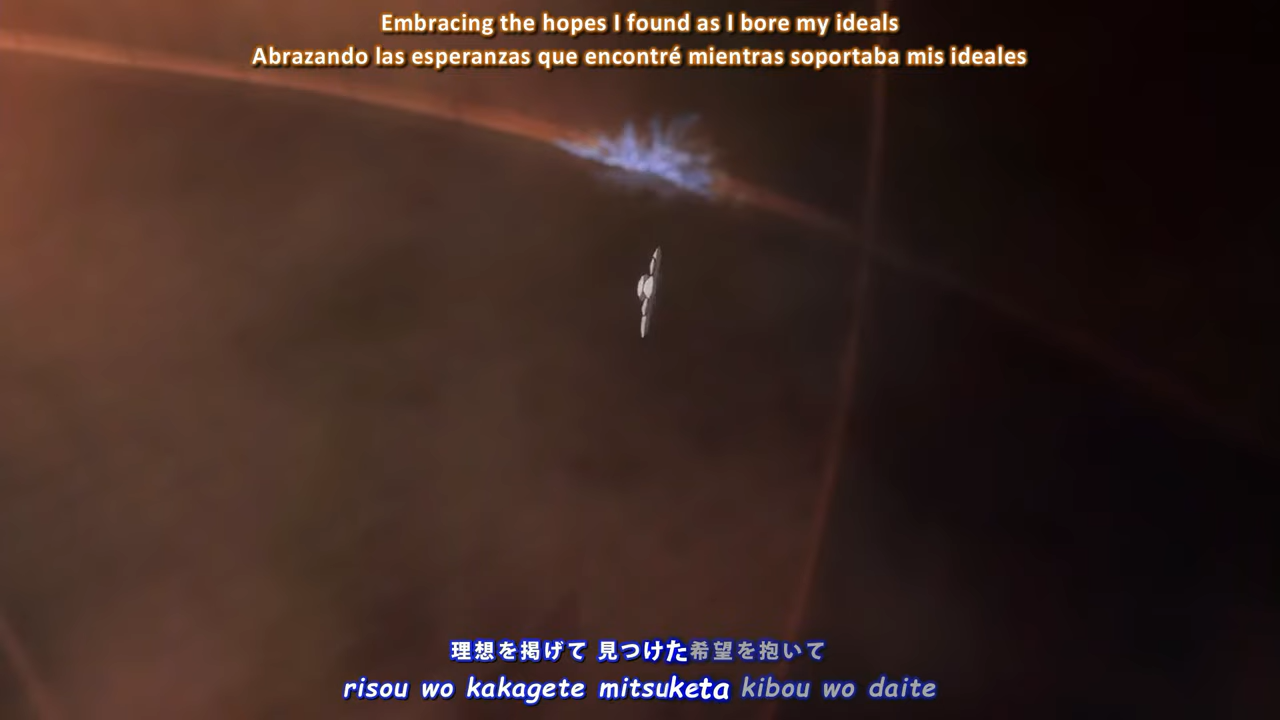 Embracing the hopes I found as I bore my ideals
Abrazando las esperanzas que encontré mientras soportaba mis ideales
理想を掲げて 見つけた希望を抱いて
risou wo kakagete mitsuketa kibou wo daite